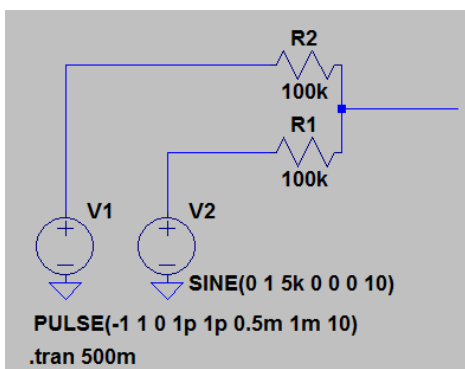 R2
100k
R1
100k
V1
V2
SINE(0 1 5k 0 0 0 10)
PULSE(-1 1 0 1p 1p 0.5m 1m 10)
.tran 500m